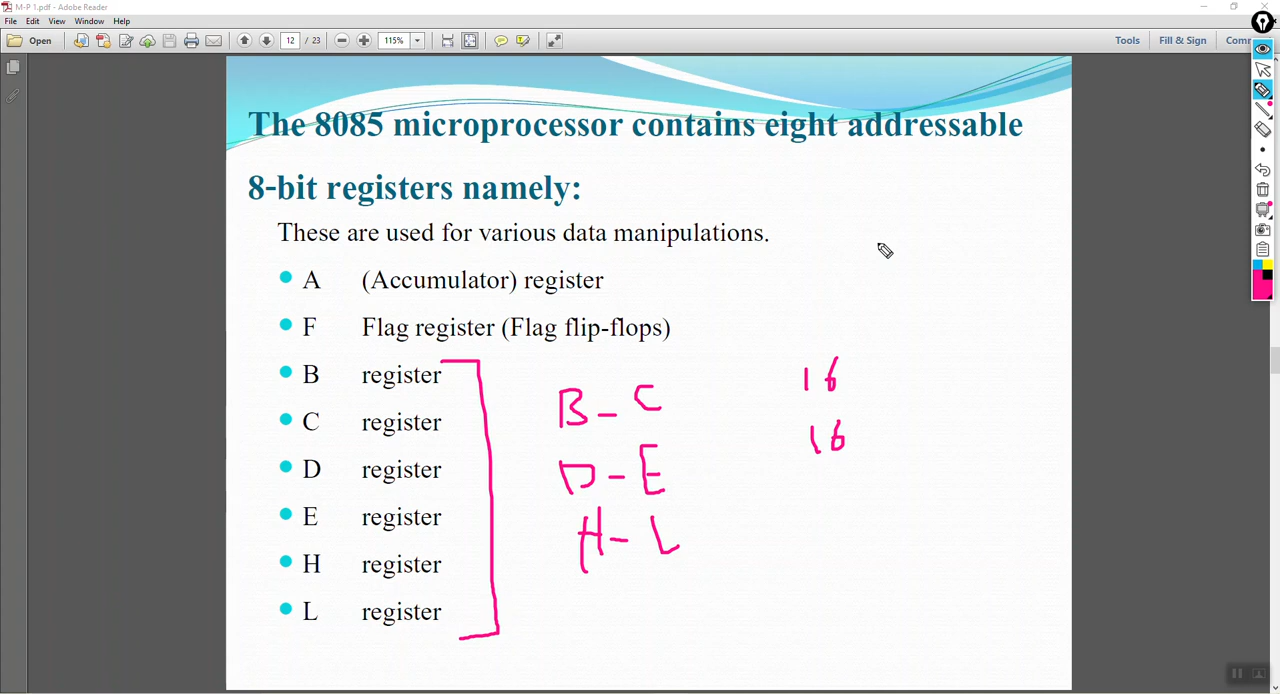 M-P 1.pdf - Adobe Reader
File Edit View Window Help
Open 12 / 23 115% Tools Fill & Sign Comm
The 8085 microprocessor contains eight addressable
8-bit registers namely:
These are used for various data manipulations.
A (Accumulator) register
F Flag register (Flag flip-flops)
B register
C register
D register
E register
H register
L register
B - C
D - E
H - L
16
16